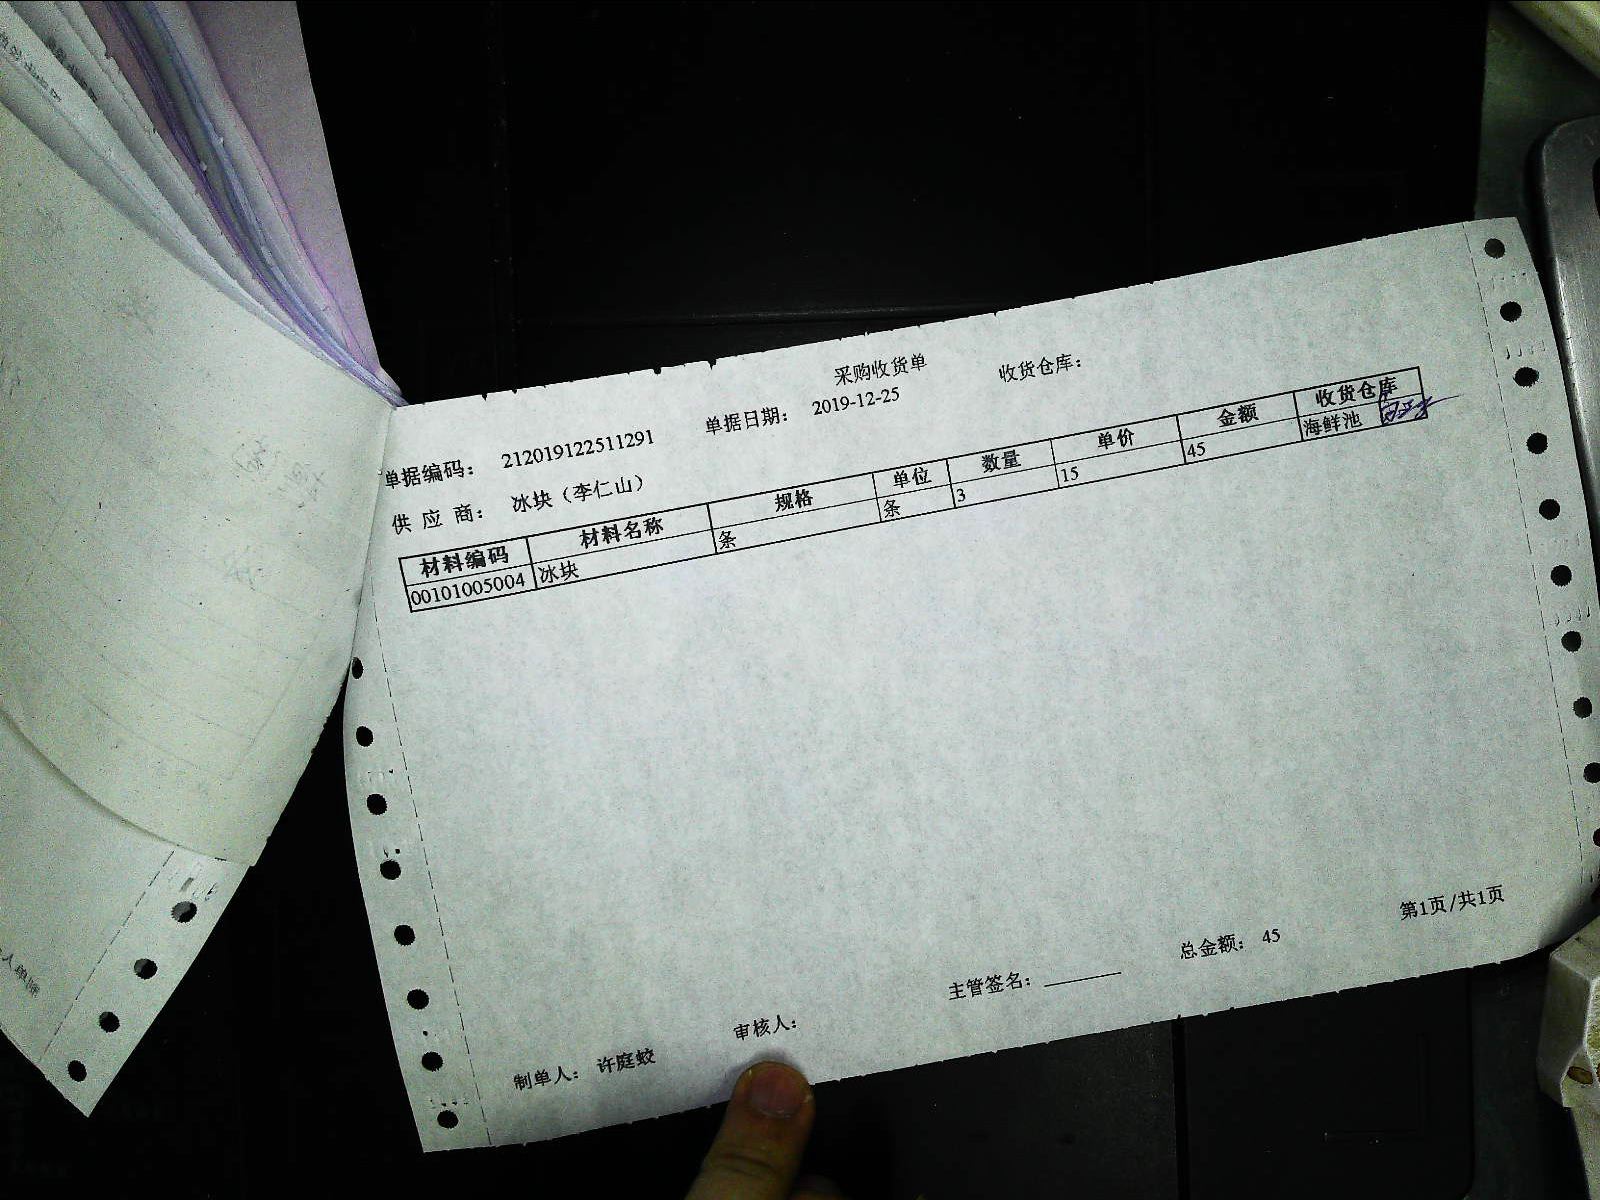 采购收货单
单据编码: 212019122511291 单据日期: 2019-12-25 收货仓库:
供 应 商: 冰块（李仁山）
材料编码 材料名称 规格 单位 数量 单价 金额 收货仓库
00101005004 冰块 条 条 3 15 45 海鲜池
制单人: 许庭蛟 审核人: 主管签名: 总金额: 45 第1页/共1页